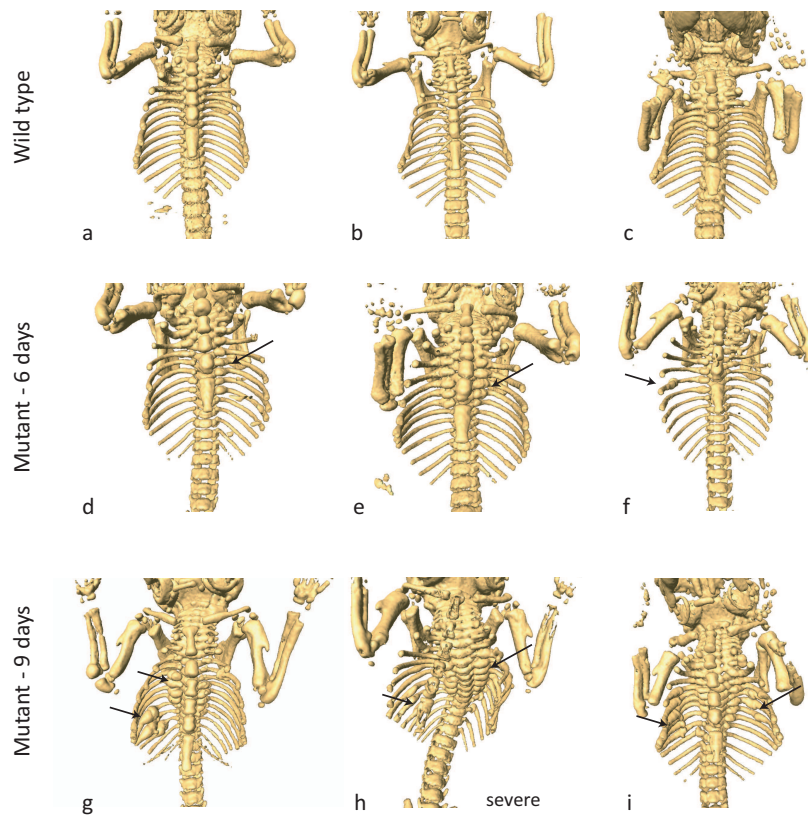 Wild type
a
b
c
Mutant - 6 days
d
e
f
Mutant - 9 days
g
h
severe
i